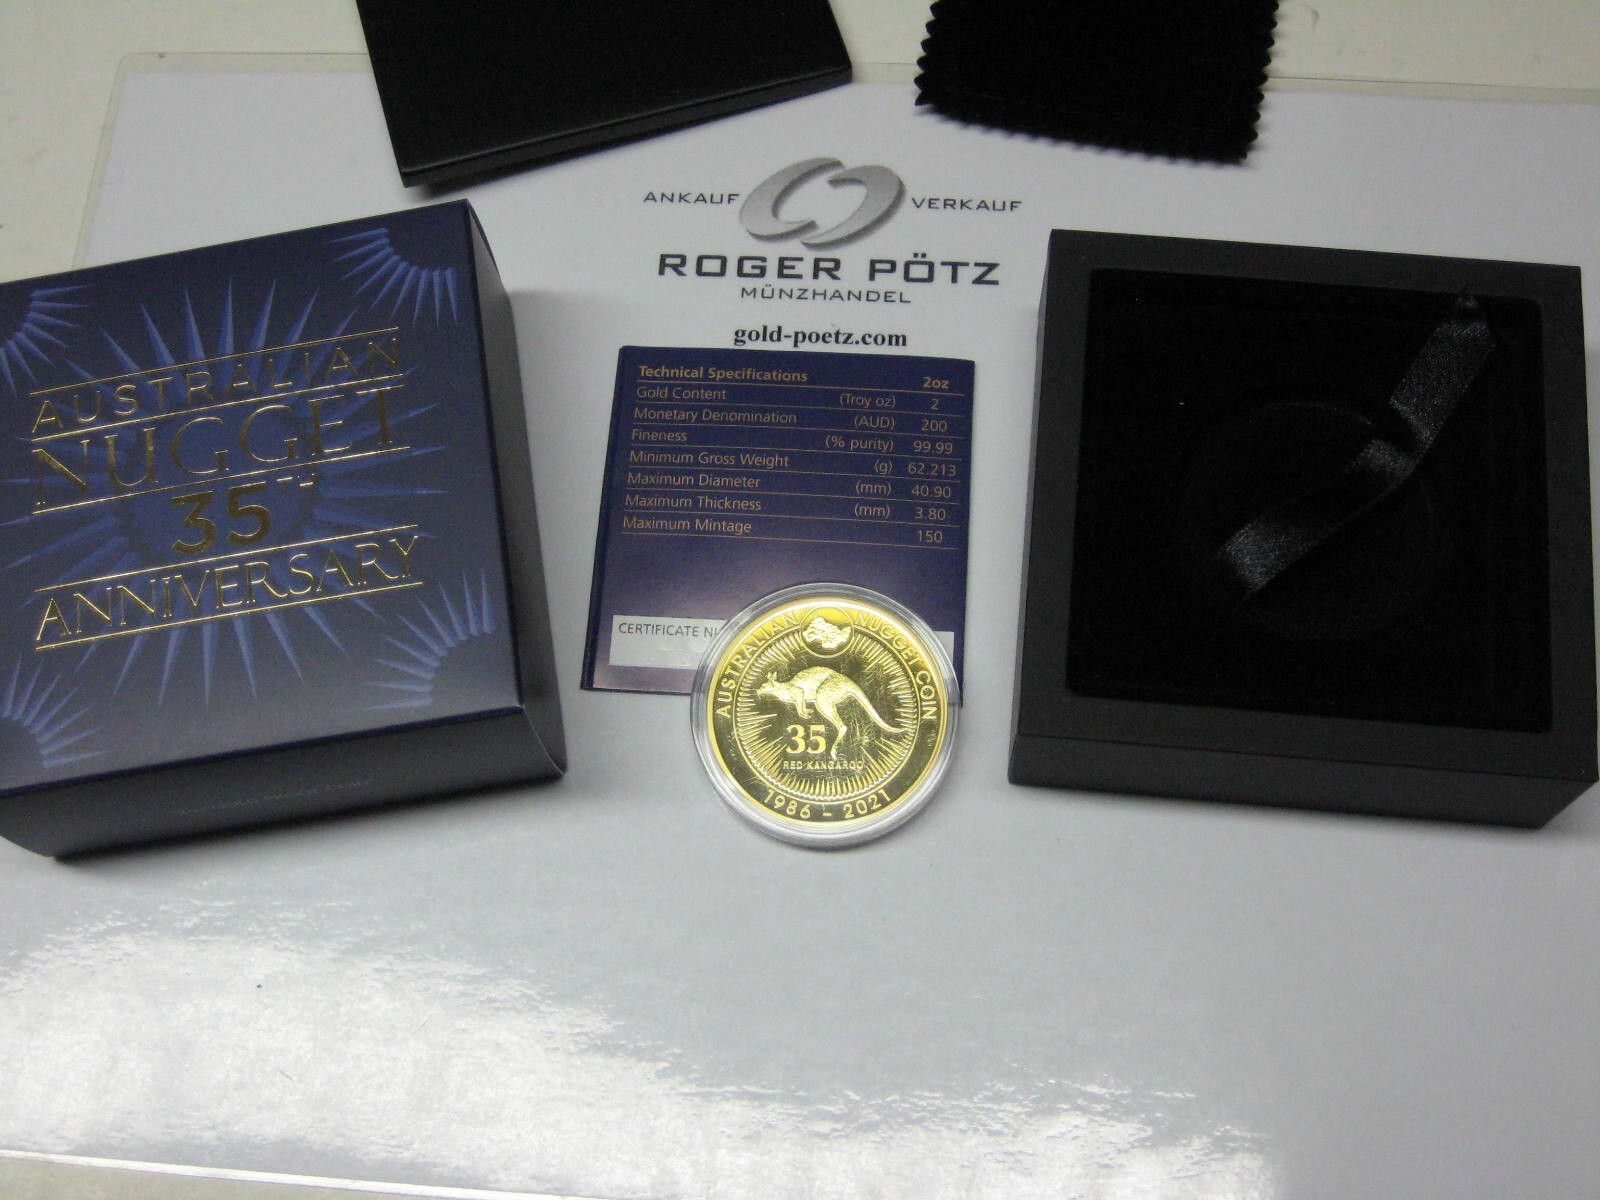 ANKAUF VERKAUF
ROGER PÖTZ
MÜNZHANDEL
gold-poetz.com
AUSTRALIAN
NUGGET
35TH
ANNIVERSARY
Technical Specifications 2oz
Gold Content (Troy oz) 2
Monetary Denomination (AUD) 200
Fineness (% purity) 99.99
Minimum Gross Weight (g) 62.213
Maximum Diameter (mm) 40.90
Maximum Thickness (mm) 3.80
Maximum Mintage 150
CERTIFICATE
AUSTRALIAN NUGGET COIN
35
RED KANGAROO
1986 - 2021